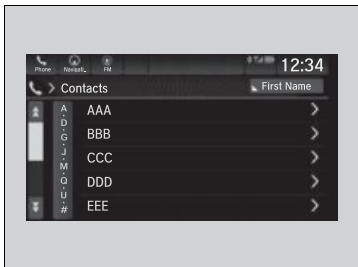 Phone Navigati.. FM 12:34
Contacts First Name
AAA
BBB
CCC
DDD
EEE
A
D
G
J
M
Q
U
#